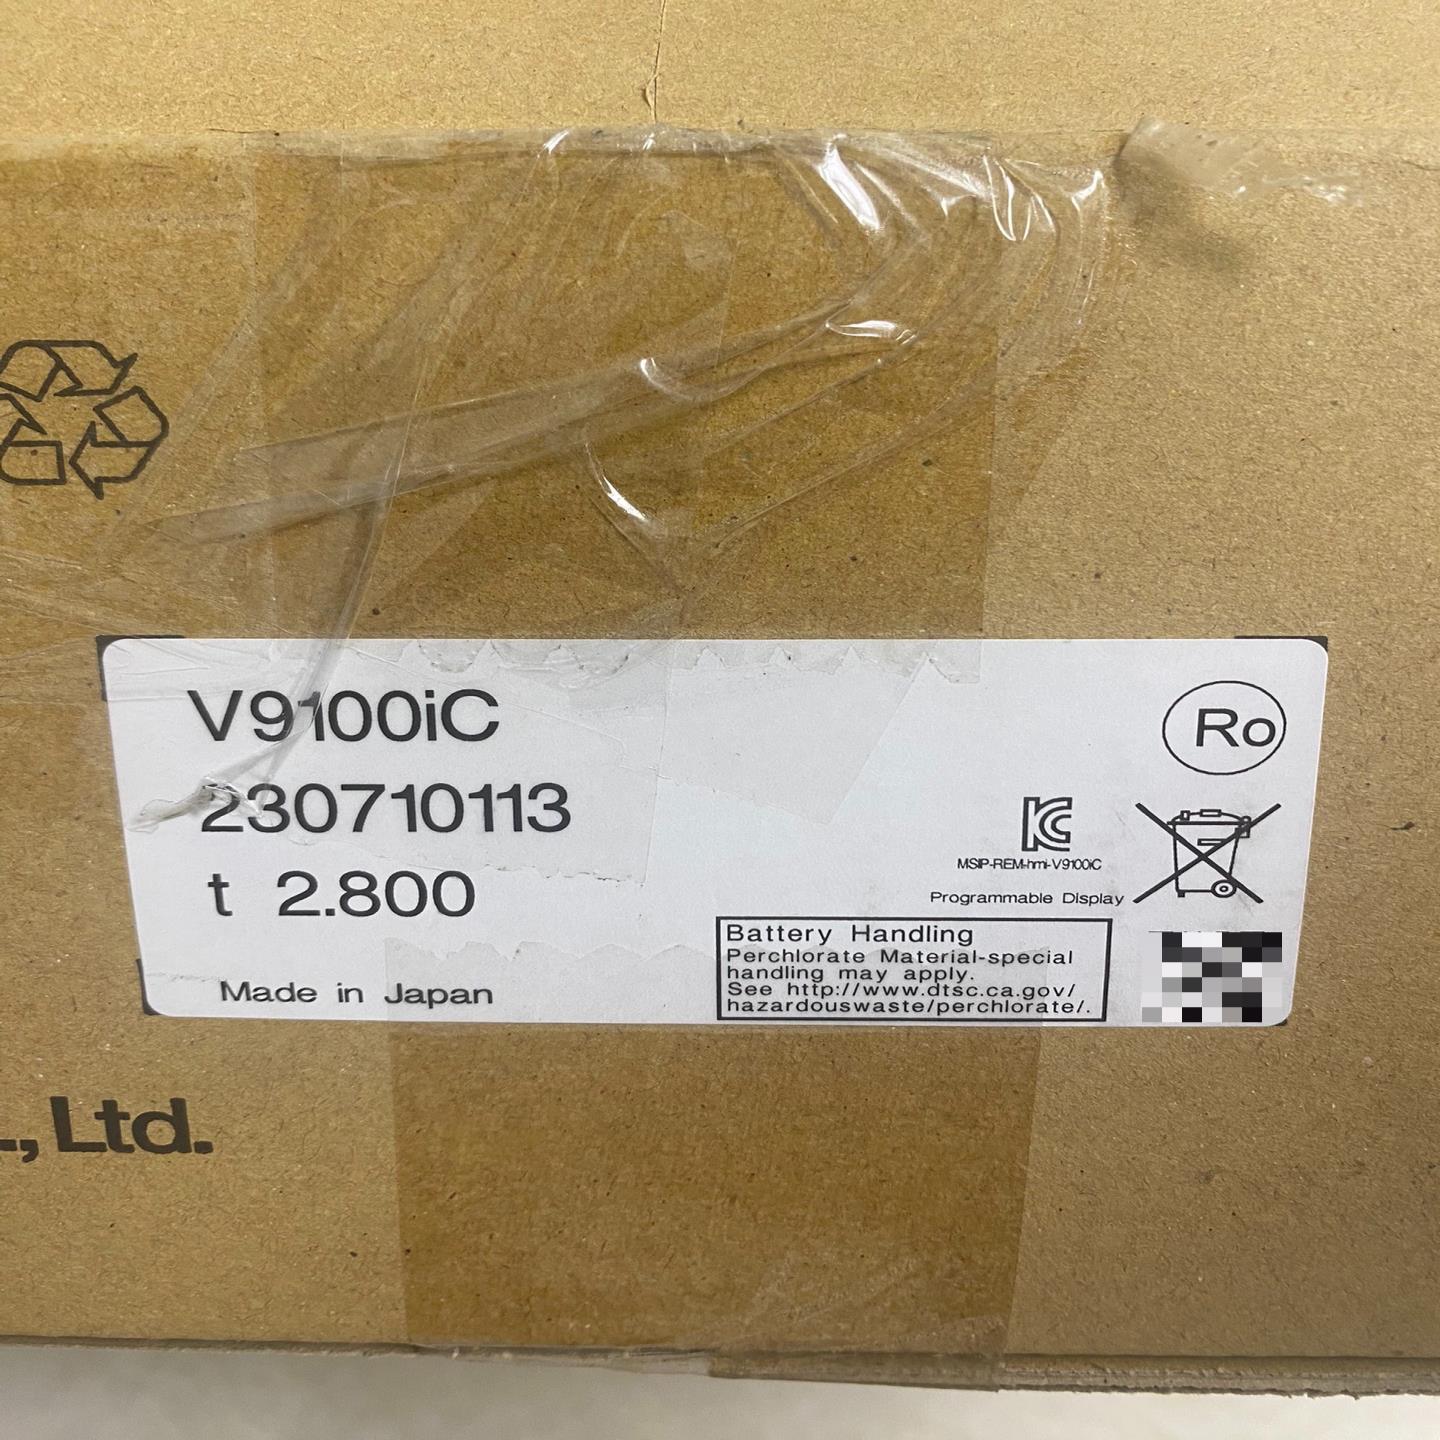 V9100iC
230710113
t 2.800
Made in Japan
Ro
MSIP-REM-hmi-V9100iC
Programmable Display
Battery Handling
Perchlorate Material-special
handling may apply.
See http://www.dtsc.ca.gov/
hazardouswaste/perchlorate/.
., Ltd.